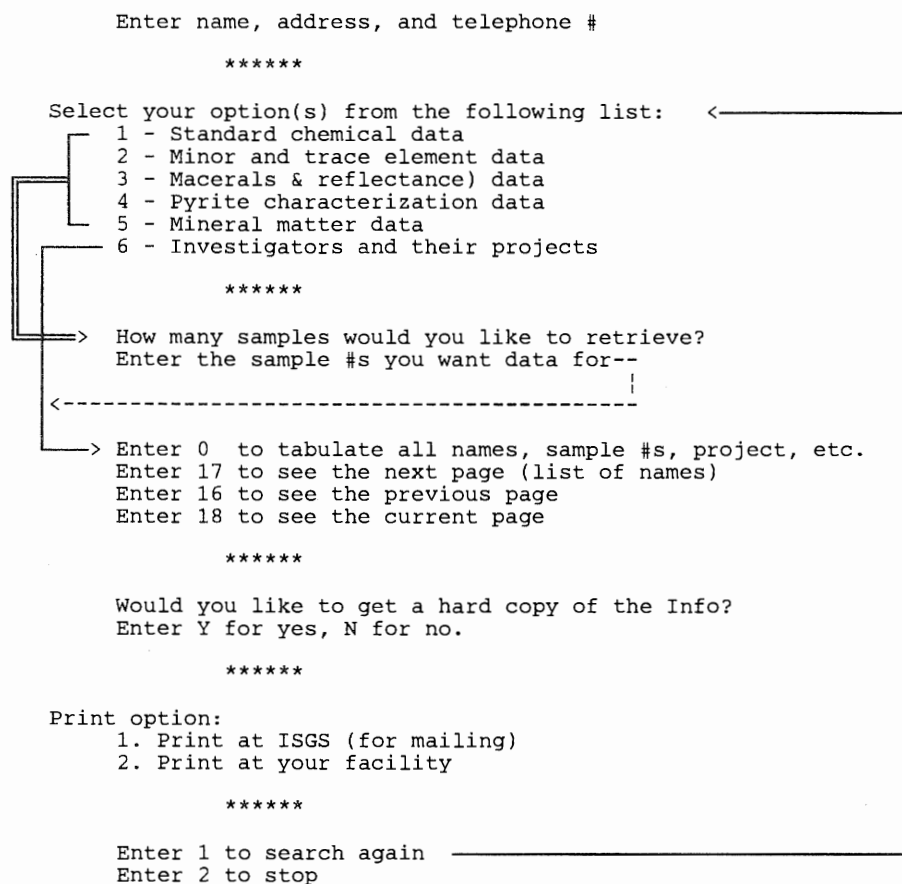 Enter name, address, and telephone #
******
Select your option(s) from the following list:
1 - Standard chemical data
2 - Minor and trace element data
3 - Macerals & reflectance) data
4 - Pyrite characterization data
5 - Mineral matter data
6 - Investigators and their projects
******
How many samples would you like to retrieve?
Enter the sample #s you want data for--
Enter 0 to tabulate all names, sample #s, project, etc.
Enter 17 to see the next page (list of names)
Enter 16 to see the previous page
Enter 18 to see the current page
******
Would you like to get a hard copy of the Info?
Enter Y for yes, N for no.
******
Print option:
1. Print at ISGS (for mailing)
2. Print at your facility
******
Enter 1 to search again
Enter 2 to stop